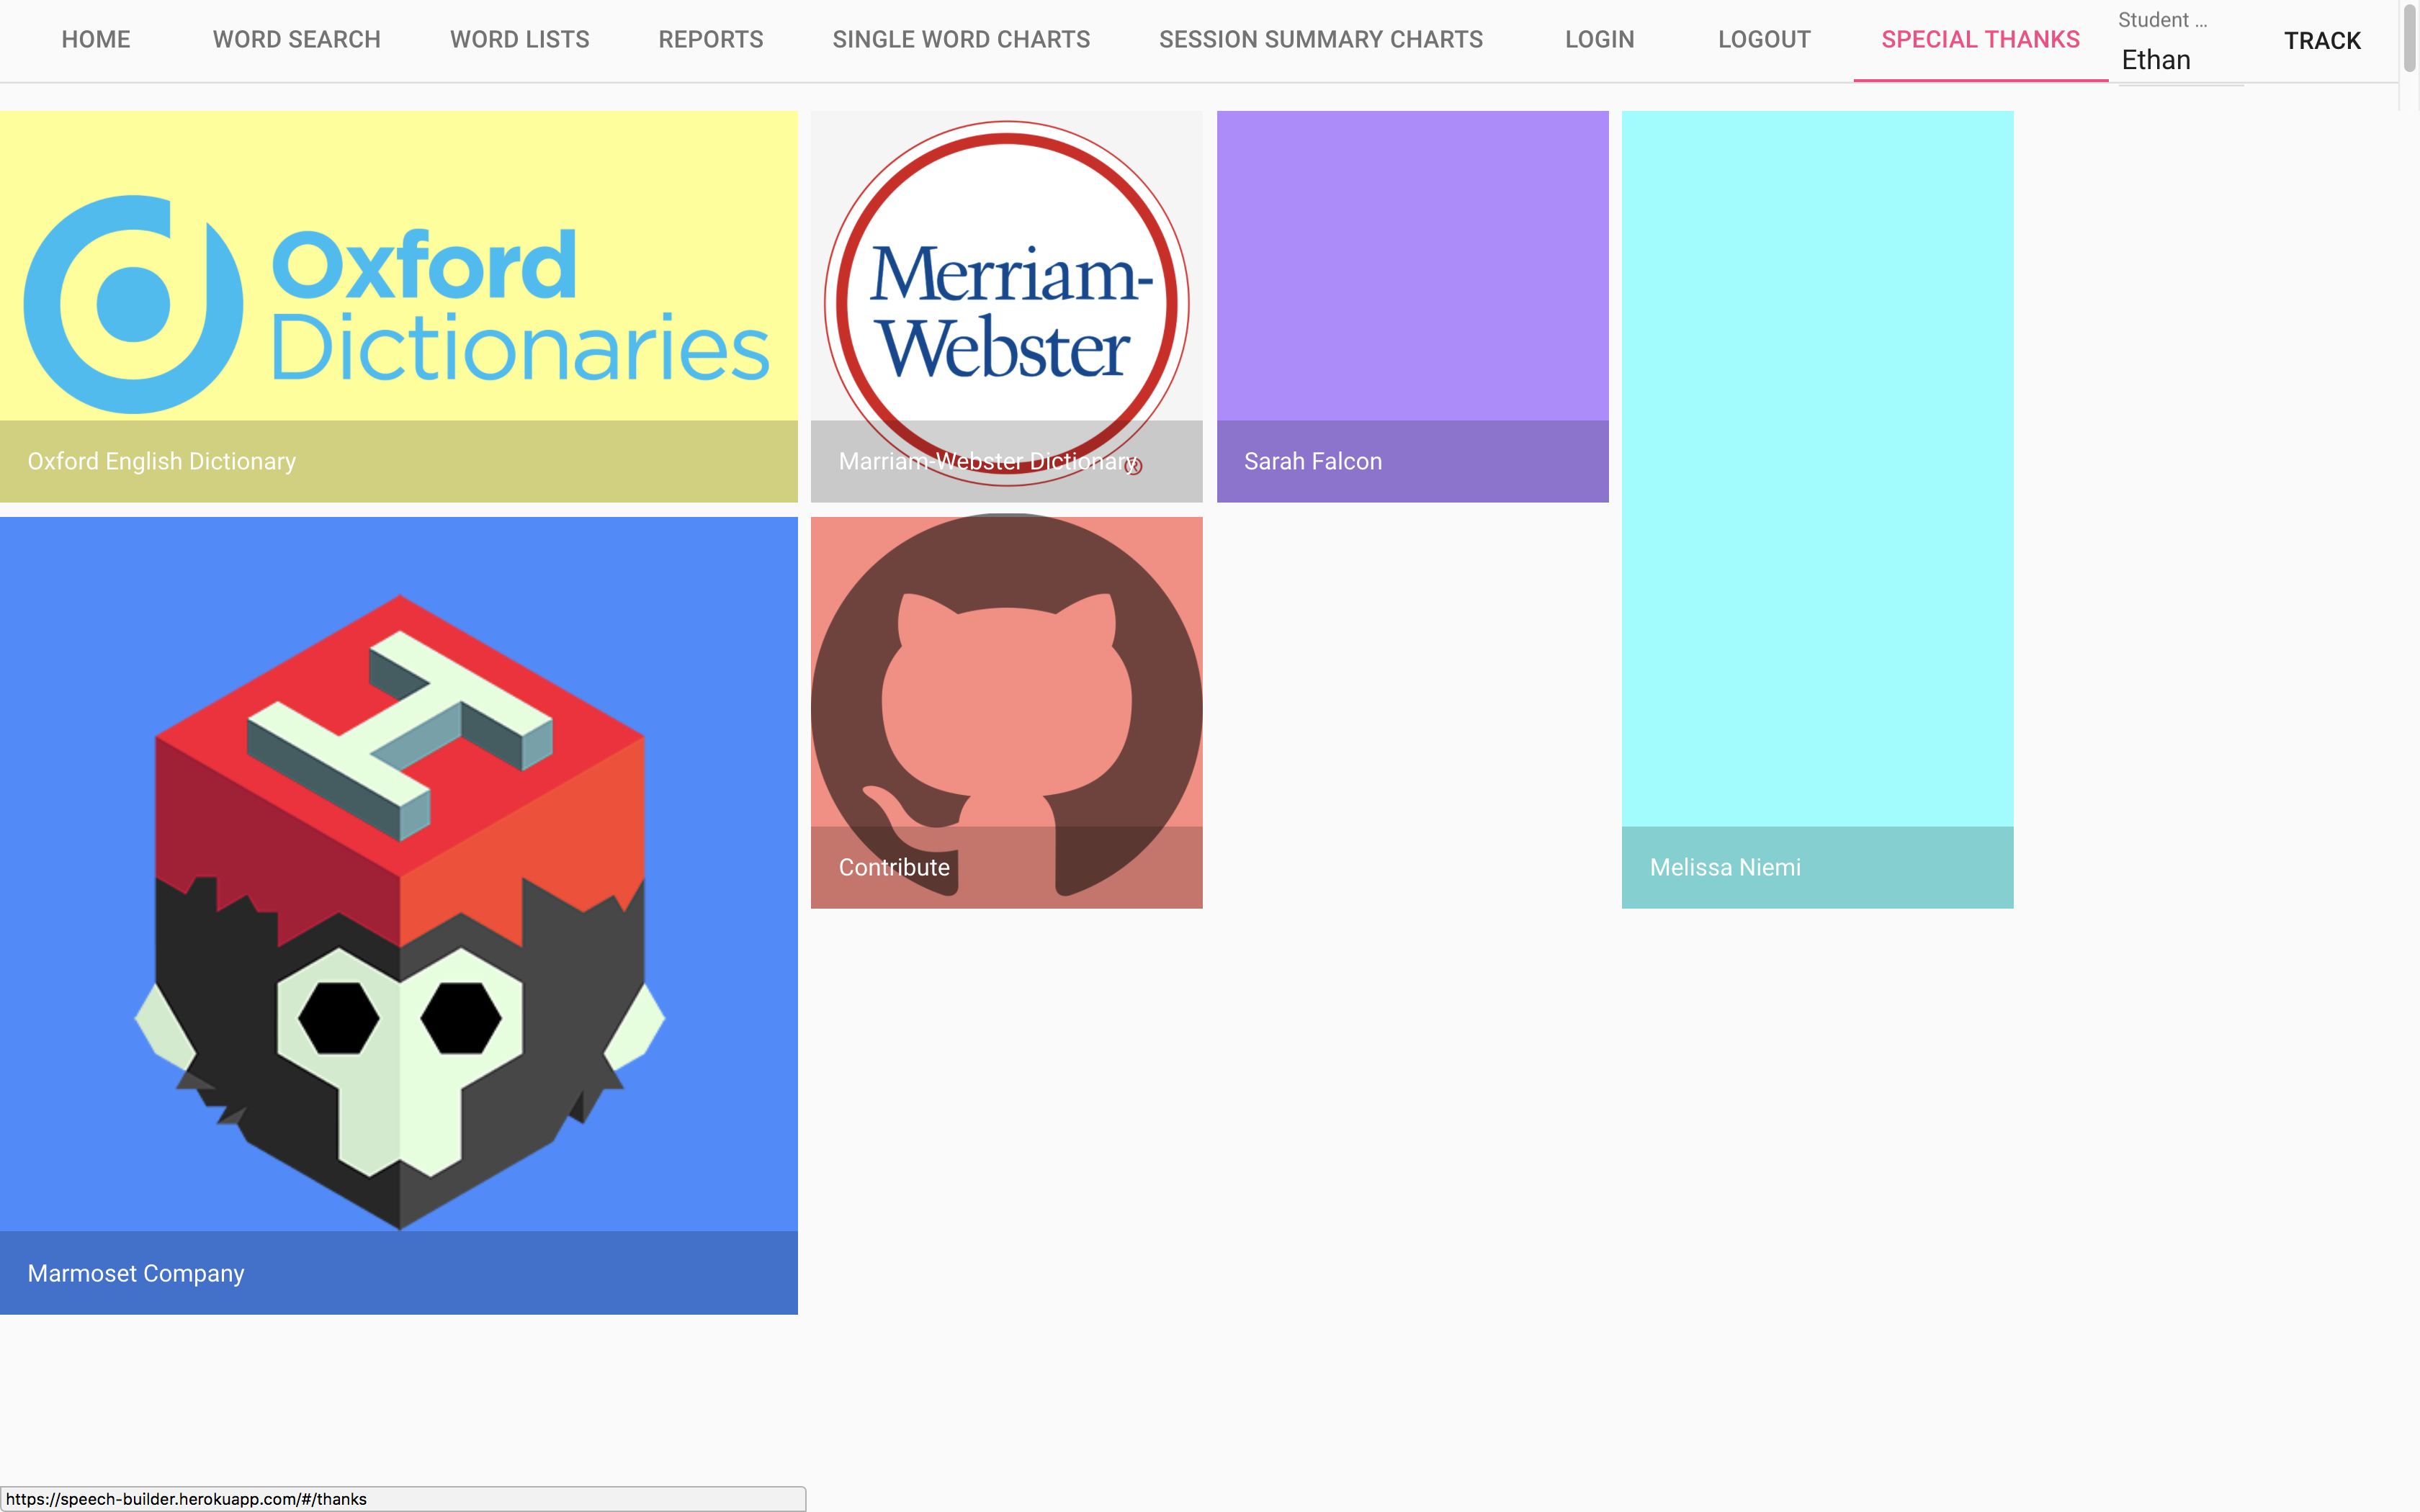 HOME WORD SEARCH WORD LISTS REPORTS SINGLE WORD CHARTS SESSION SUMMARY CHARTS LOGIN LOGOUT SPECIAL THANKS
Student ...
Ethan
TRACK
Oxford
Dictionaries
Oxford English Dictionary
Merriam-
Webster
®
Marriam-Webster Dictionary
Sarah Falcon
H
Marmoset Company
Contribute
Melissa Niemi
https://speech-builder.herokuapp.com/#/thanks